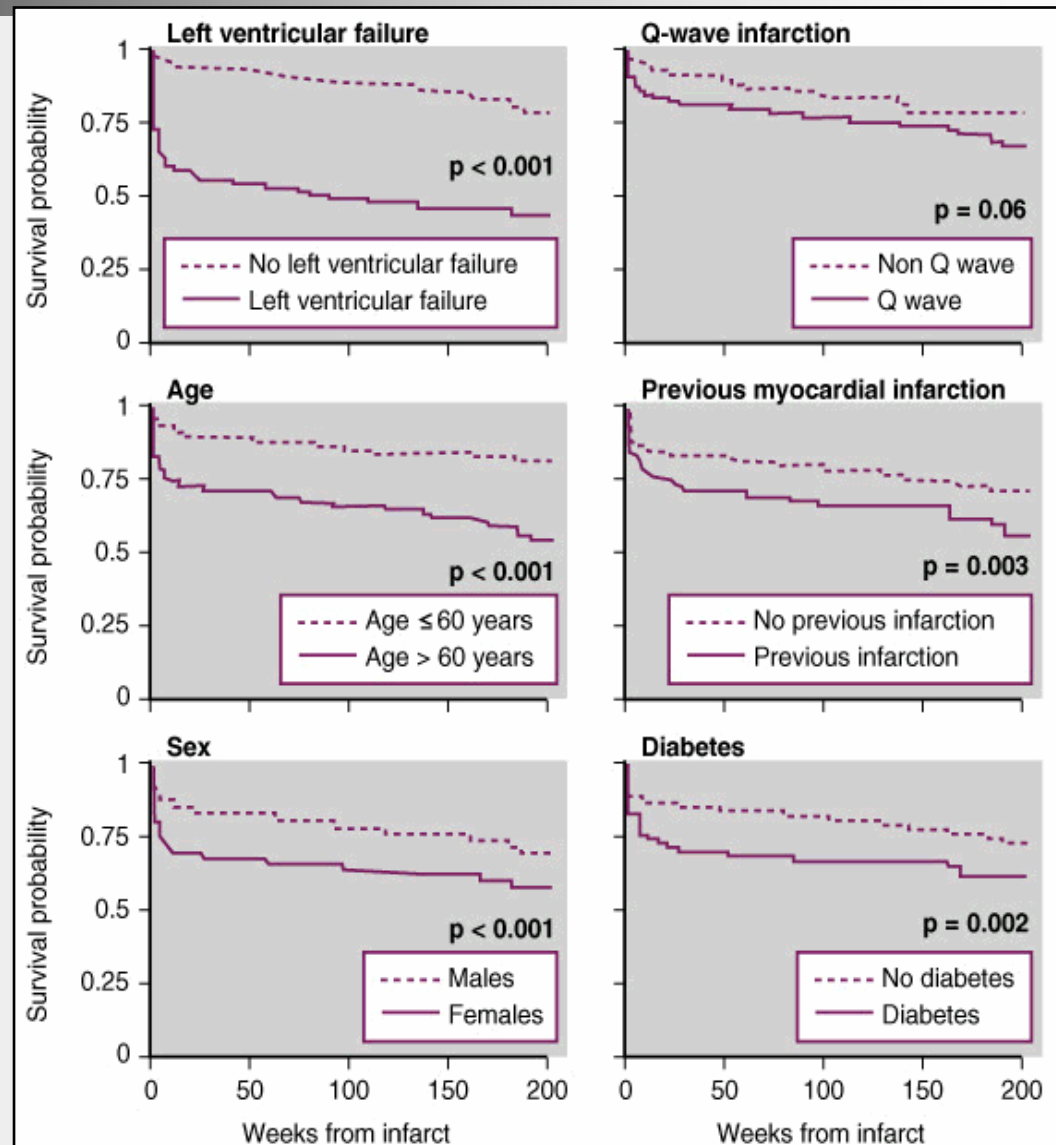 Left ventricular failure
Survival probability
1
0.75
0.5
0.25
0
p < 0.001
No left ventricular failure
Left ventricular failure
Q-wave infarction
p = 0.06
Non Q wave
Q wave
Age
Survival probability
1
0.75
0.5
0.25
0
p < 0.001
Age ≤ 60 years
Age > 60 years
Previous myocardial infarction
p = 0.003
No previous infarction
Previous infarction
Sex
Survival probability
1
0.75
0.5
0.25
0
p < 0.001
Males
Females
0 50 100 150 200
Weeks from infarct
Diabetes
p = 0.002
No diabetes
Diabetes
0 50 100 150 200
Weeks from infarct